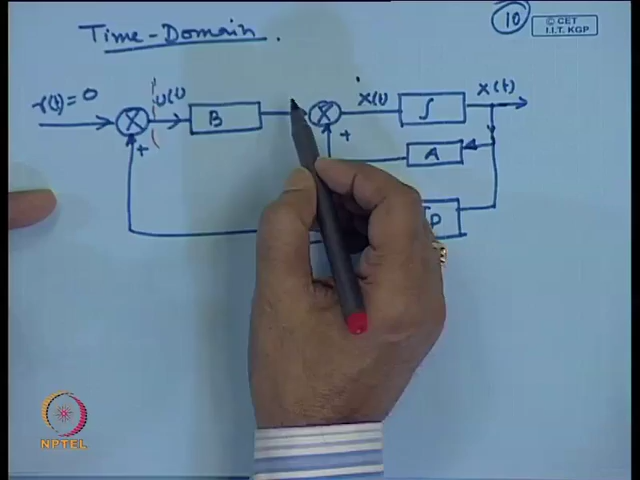 Time-Domain.
10
© CET
I.I.T. KGP
r(t)=0
u(t)
B
+
ẋ(t)
∫
x(t)
A
+
NPTEL